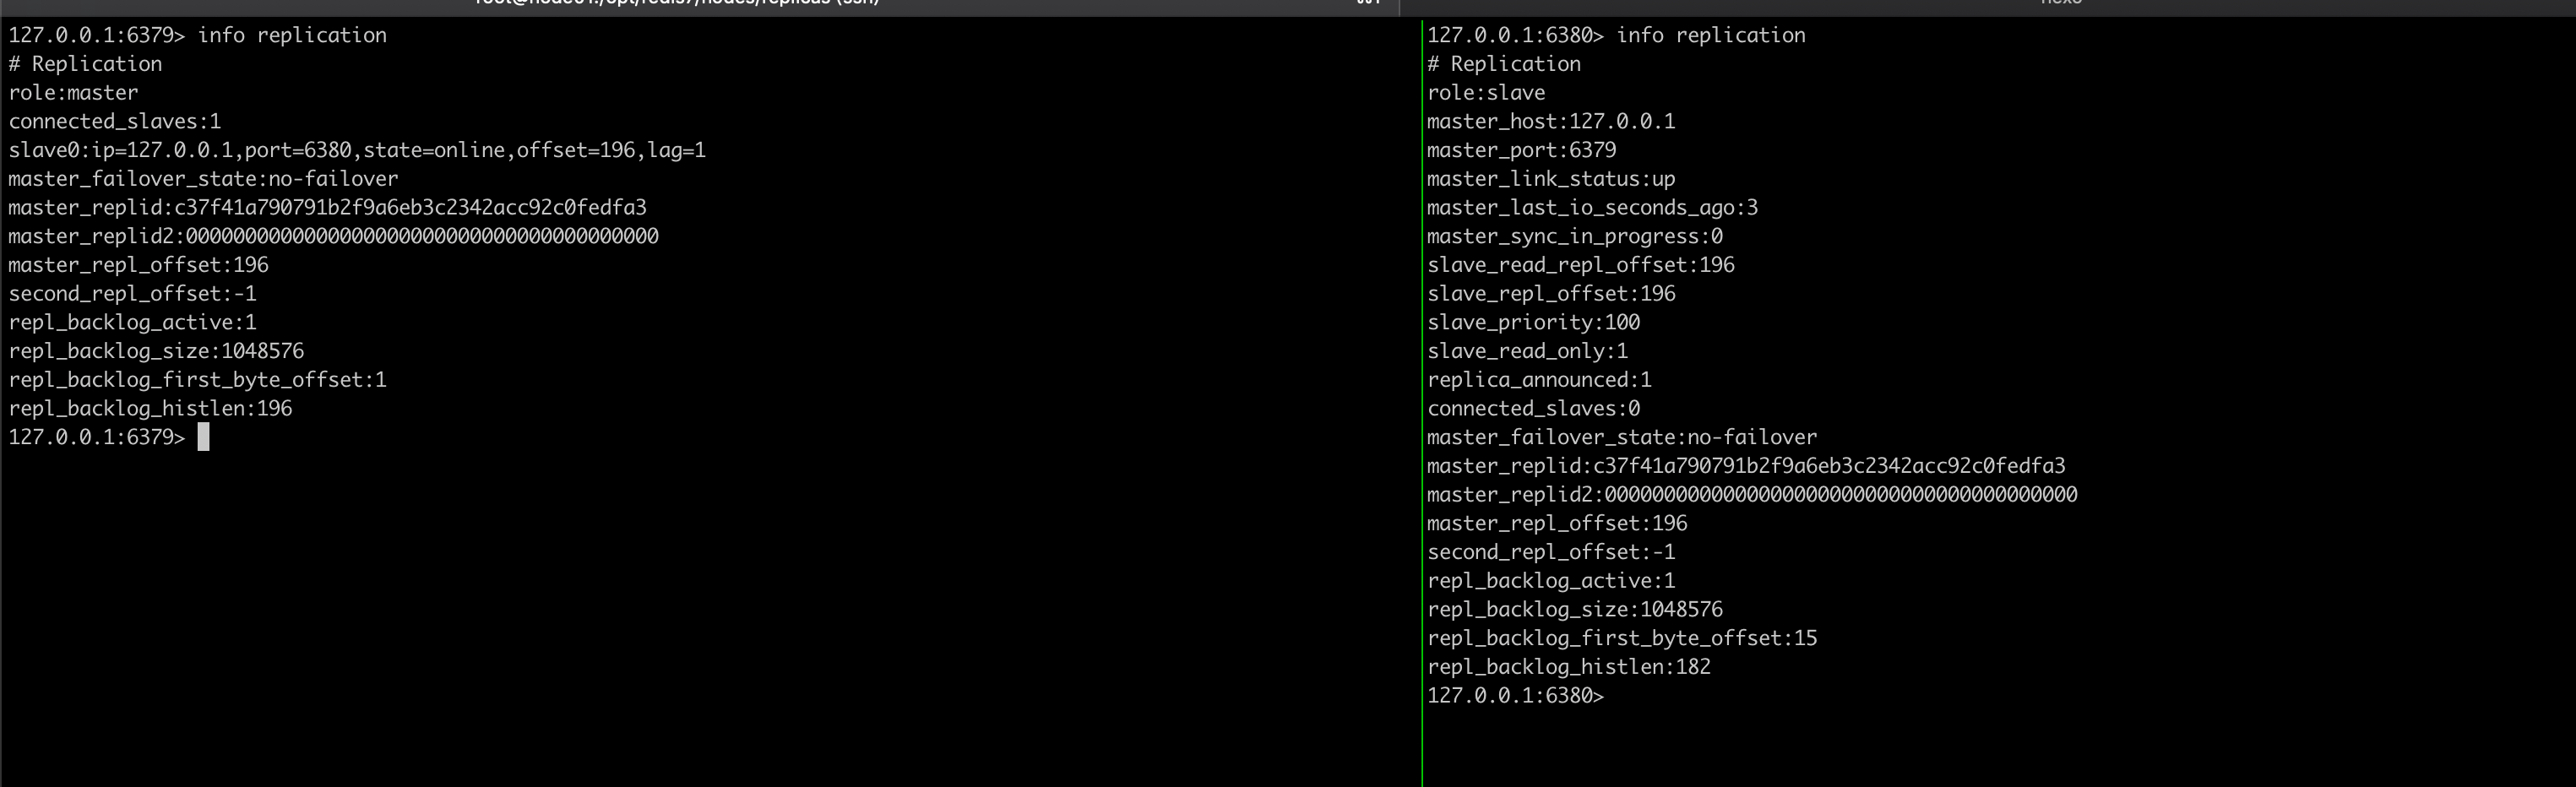 127.0.0.1:6379> info replication
# Replication
role:master
connected_slaves:1
slave0:ip=127.0.0.1,port=6380,state=online,offset=196,lag=1
master_failover_state:no-failover
master_replid:c37f41a790791b2f9a6eb3c2342acc92c0fedfa3
master_replid2:0000000000000000000000000000000000000000
master_repl_offset:196
second_repl_offset:-1
repl_backlog_active:1
repl_backlog_size:1048576
repl_backlog_first_byte_offset:1
repl_backlog_histlen:196
127.0.0.1:6379>
127.0.0.1:6380> info replication
# Replication
role:slave
master_host:127.0.0.1
master_port:6379
master_link_status:up
master_last_io_seconds_ago:3
master_sync_in_progress:0
slave_read_repl_offset:196
slave_repl_offset:196
slave_priority:100
slave_read_only:1
replica_announced:1
connected_slaves:0
master_failover_state:no-failover
master_replid:c37f41a790791b2f9a6eb3c2342acc92c0fedfa3
master_replid2:0000000000000000000000000000000000000000
master_repl_offset:196
second_repl_offset:-1
repl_backlog_active:1
repl_backlog_size:1048576
repl_backlog_first_byte_offset:15
repl_backlog_histlen:182
127.0.0.1:6380>